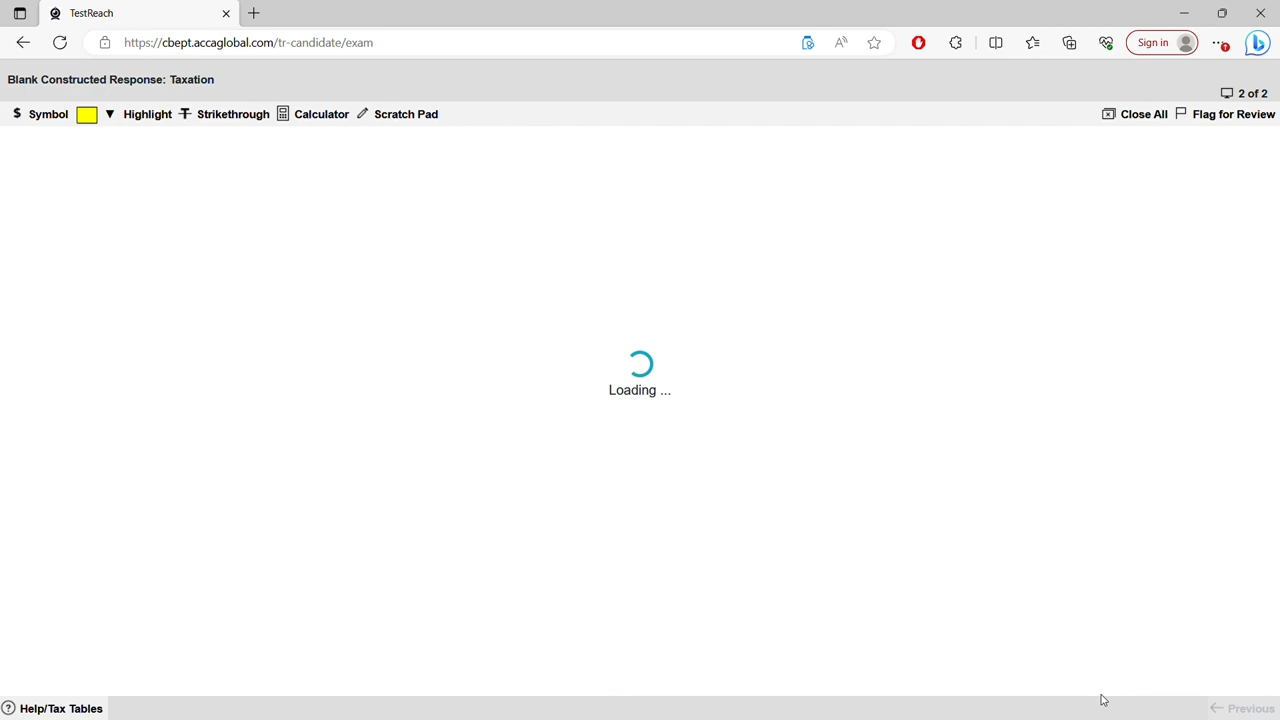 TestReach
https://cbept.accaglobal.com/tr-candidate/exam
Sign in
Blank Constructed Response: Taxation
2 of 2
$ Symbol Highlight Strikethrough Calculator Scratch Pad Close All Flag for Review
Loading ...
Help/Tax Tables Previous